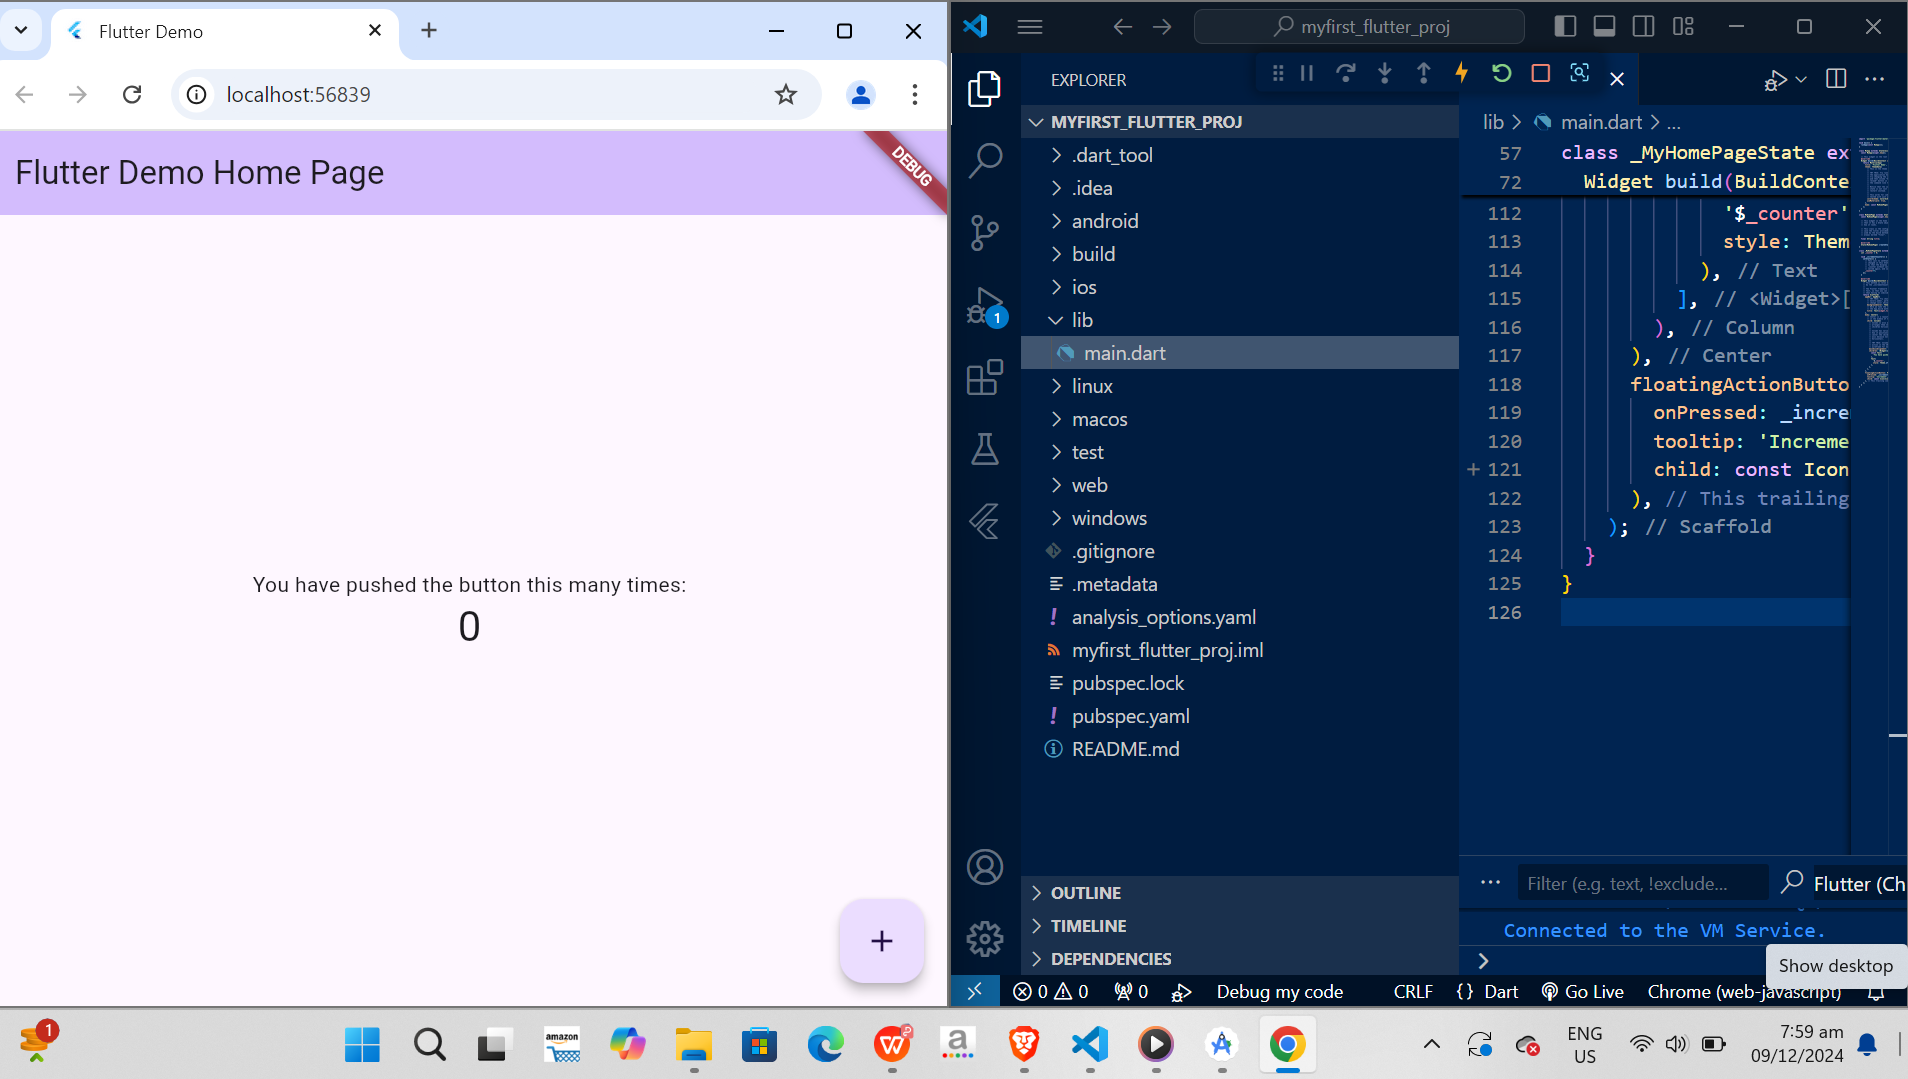 Flutter Demo
localhost:56839
Flutter Demo Home Page
DEBUG
You have pushed the button this many times:
0
myfirst_flutter_proj
EXPLORER
MYFIRST_FLUTTER_PROJ
.dart_tool
.idea
android
build
ios
lib
main.dart
linux
macos
test
web
windows
.gitignore
.metadata
analysis_options.yaml
myfirst_flutter_proj.iml
pubspec.lock
pubspec.yaml
README.md
OUTLINE
TIMELINE
DEPENDENCIES
1
lib > main.dart > ...
57 class _MyHomePageState ex
72 Widget build(BuildConte
112 '$_counter'
113 style: Them
114 ), // Text
115 ], // <Widget>[
116 ), // Column
117 ), // Center
118 floatingActionButto
119 onPressed: _incre
120 tooltip: 'Increme
121 child: const Icon
122 ), // This trailing
123 ); // Scaffold
124 }
125 }
126
Filter (e.g. text, !exclude...
Flutter (Ch
Connected to the VM Service.
Show desktop
0 0 0 Debug my code CRLF {} Dart Go Live Chrome (web-javascript)
1
amazon
a
ENG
US
7:59 am
09/12/2024